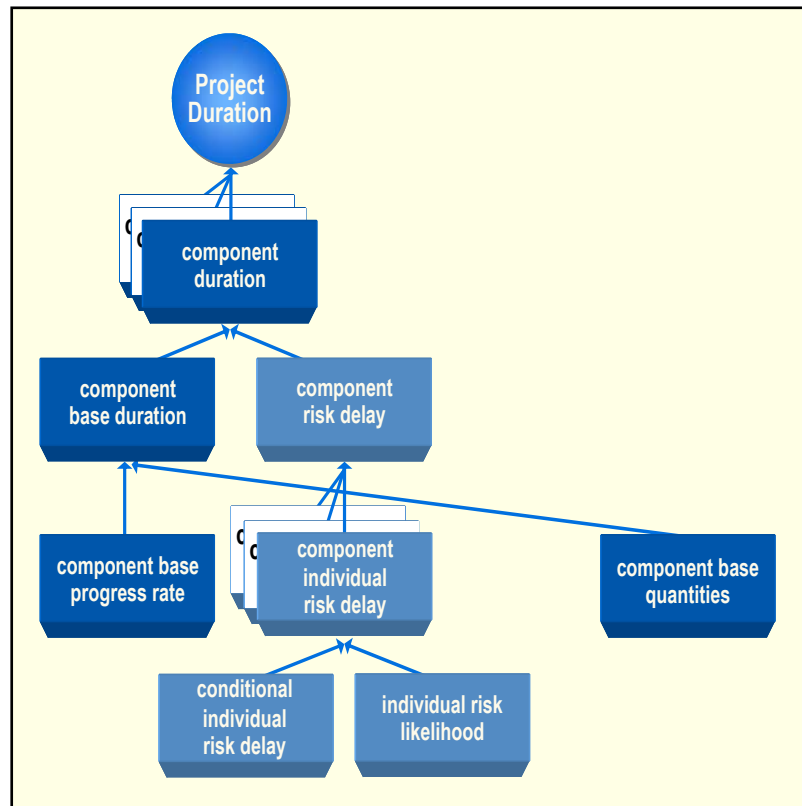 Project
Duration
component
duration
component
base duration
component
risk delay
component base
progress rate
component
individual
risk delay
component base
quantities
conditional
individual
risk delay
individual risk
likelihood